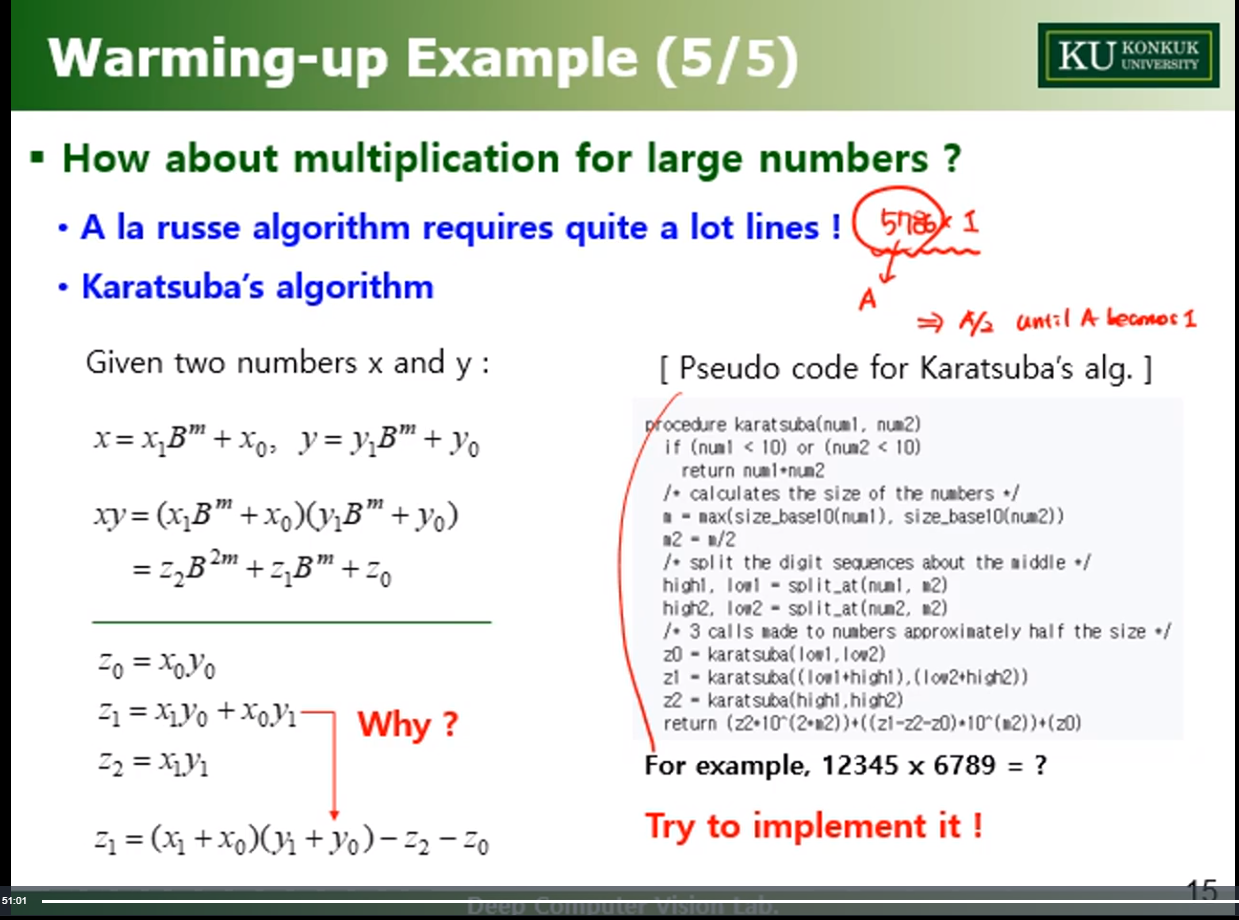 Warming-up Example (5/5)
KU KONKUK UNIVERSITY
▪ How about multiplication for large numbers ?
• A la russe algorithm requires quite a lot lines !
5786 × 1
• Karatsuba's algorithm
A
⇒ A/2 until A becomes 1
Given two numbers x and y :
x = x₁Bᵐ + x₀, y = y₁Bᵐ + y₀
xy = (x₁Bᵐ + x₀)(y₁Bᵐ + y₀)
= z₂B²ᵐ + z₁Bᵐ + z₀
z₀ = x₀y₀
z₁ = x₁y₀ + x₀y₁
Why ?
z₂ = x₁y₁
z₁ = (x₁ + x₀)(y₁ + y₀) − z₂ − z₀
[ Pseudo code for Karatsuba's alg. ]
procedure karatsuba(num1, num2)
if (num1 < 10) or (num2 < 10)
return num1*num2
/* calculates the size of the numbers */
m = max(size_base10(num1), size_base10(num2))
m2 = m/2
/* split the digit sequences about the middle */
high1, low1 = split_at(num1, m2)
high2, low2 = split_at(num2, m2)
/* 3 calls made to numbers approximately half the size */
z0 = karatsuba(low1,low2)
z1 = karatsuba((low1+high1),(low2+high2))
z2 = karatsuba(high1,high2)
return (z2*10^(2*m2))+((z1-z2-z0)*10^(m2))+(z0)
For example, 12345 x 6789 = ?
Try to implement it !
15
51:01
Deep Computer Vision Lab.